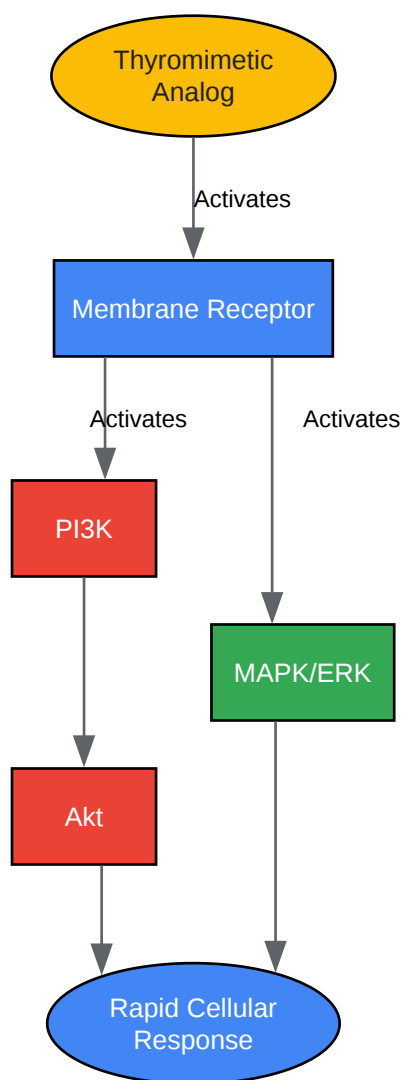 Thyromimetic
Analog
Activates
Membrane Receptor
Activates
Activates
PI3K
MAPK/ERK
Akt
Rapid Cellular
Response